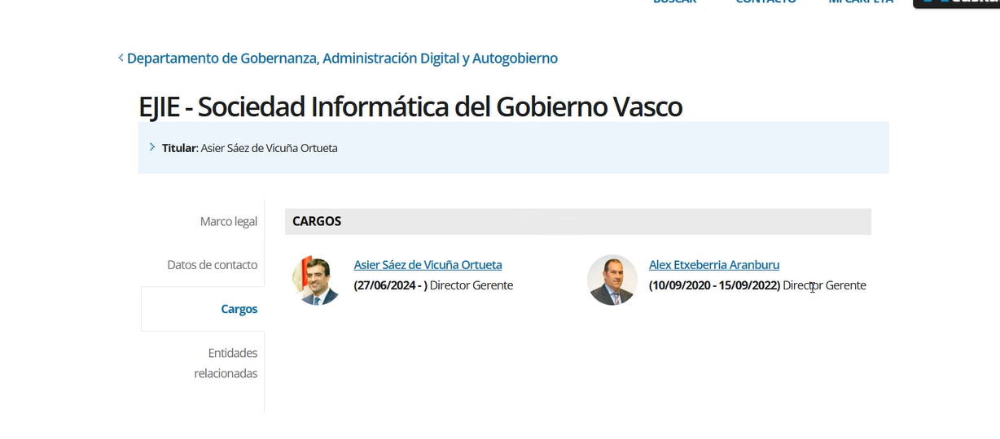 BUSCAR CONTACTO MI CARPETA
Departamento de Gobernanza, Administración Digital y Autogobierno
EJIE - Sociedad Informática del Gobierno Vasco
Titular: Asier Sáez de Vicuña Ortueta
Marco legal
Datos de contacto
Cargos
Entidades
relacionadas
CARGOS
Asier Sáez de Vicuña Ortueta
(27/06/2024 - ) Director Gerente
Alex Etxeberria Aranburu
(10/09/2020 - 15/09/2022) Director Gerente